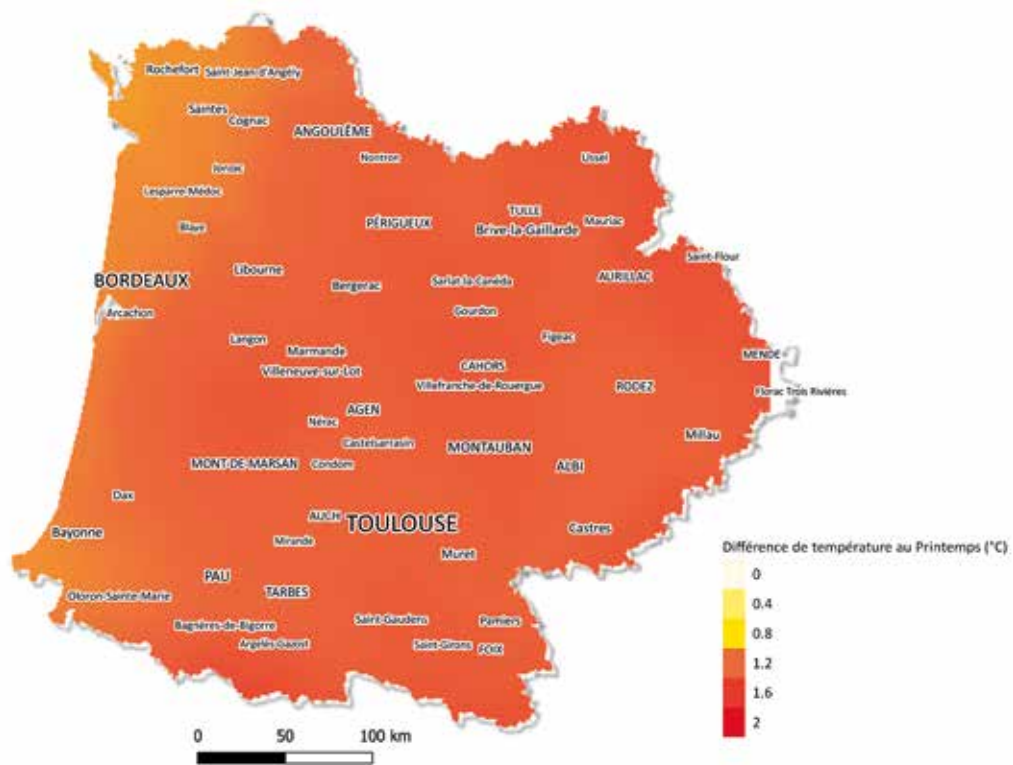 Rochefort
Saint-Jean d'Angély
Saintes
Cognac
ANGOULÊME
Nontron
Ussel
Jonzac
Lesparre-Médoc
Blaye
PÉRIGUEUX
TULLE
Mauriac
Brive-la-Gaillarde
Saint-Flour
BORDEAUX
Libourne
Bergerac
Sarlat-la-Canéda
AURILLAC
Arcachon
Gourdon
Langon
Marmande
Figeac
Villeneuve-sur-Lot
CAHORS
MENDE
Villefranche-de-Rouergue
RODEZ
Florac Trois Rivières
AGEN
Nérac
Castelsarrasin
MONTAUBAN
Millau
MONT-DE-MARSAN
Condom
ALBI
Dax
AUCH
TOULOUSE
Castres
Bayonne
Mirande
Muret
PAU
TARBES
Oloron-Sainte-Marie
Bagnères-de-Bigorre
Saint-Gaudens
Pamiers
Argelès-Gazost
Saint-Girons
FOIX
Différence de température au Printemps (°C)
0
0.4
0.8
1.2
1.6
2
0 50 100 km